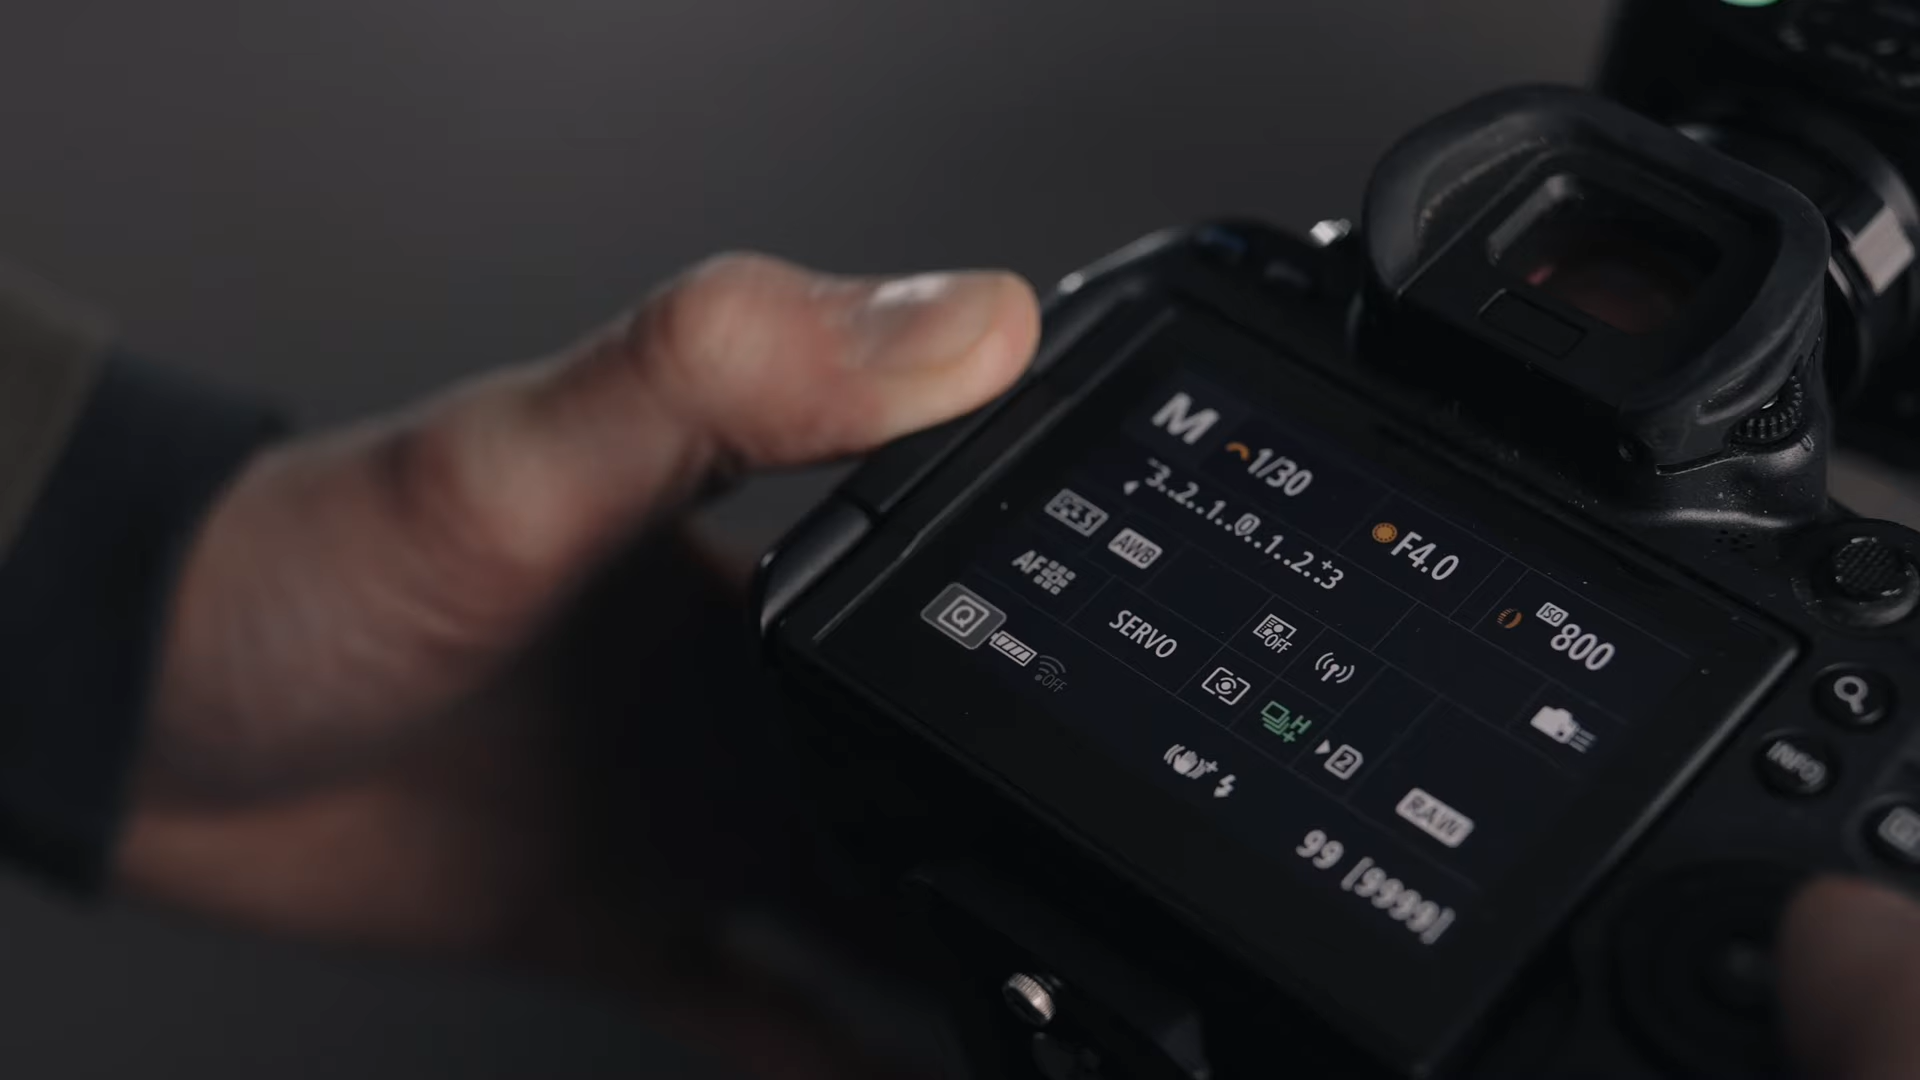 M 1/30 F4.0 ISO 800
-3..2..1..0..1..2..+3
AWB
AF SERVO OFF
Q OFF H+ 2
RAW
99 [9999]
INFO